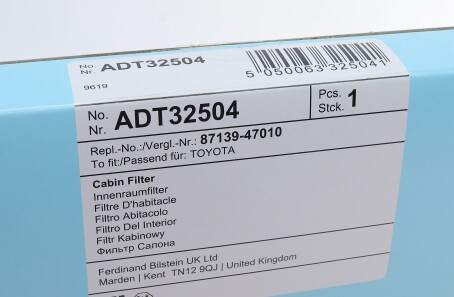 No.
Nr. ADT32504
9619
5 050063 325041
No.
Nr. ADT32504
Pcs.
Stck. 1
Repl.-No.:/Vergl.-Nr.: 87139-47010
To fit:/Passend für: TOYOTA
Cabin Filter
Innenraumfilter
Filtre D'habitacle
Filtro Abitacolo
Filtro Del Interior
Filtr Kabinowy
Фильтр Салона
Ferdinand Bilstein UK Ltd
Marden | Kent TN12 9QJ | United Kingdom